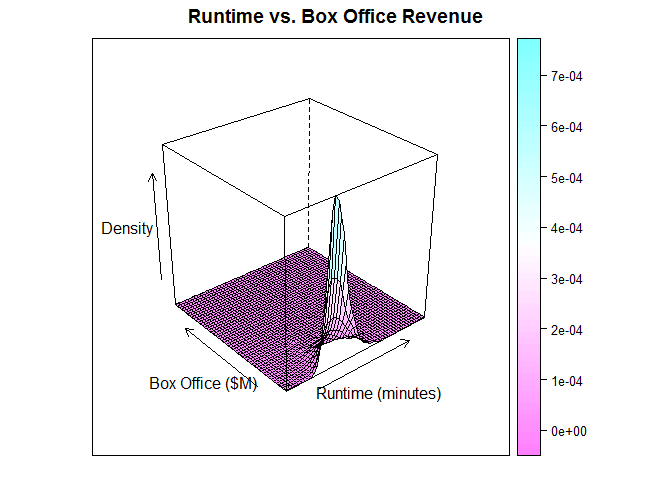 Runtime vs. Box Office Revenue
7e-04
6e-04
5e-04
4e-04
3e-04
2e-04
1e-04
0e+00
Density
Box Office ($M)
Runtime (minutes)